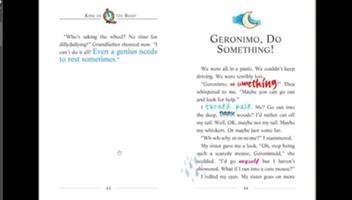 KING OF THE ROAD
"Who's taking the wheel? No time for
dillydallying!" Grandfather shouted now. "I
can't do it all! Even a genius needs
to rest sometimes."
43
GERONIMO, DO
SOMETHING!
We were all in a panic. We couldn't keep
driving. We were terribly lost.
"Geronimo, do something!" Thea
whispered to me. "Maybe you can go out
and look for help."
I turned pale. Me? Go out into
the deep, woods? I'd rather cut off
my tail. Well, OK, maybe not my tail. Maybe
my whiskers. Or maybe just some fur.
"Wh-wh-why m-m-m-me?" I stammered.
My sister gave me a look. "Oh, stop being
such a scaredy mouse, Geronimoid," she
scolded. "I'd go myself but I haven't
showered. What if I run into a cute mouse?"
I rolled my eyes. My sister goes on more
44